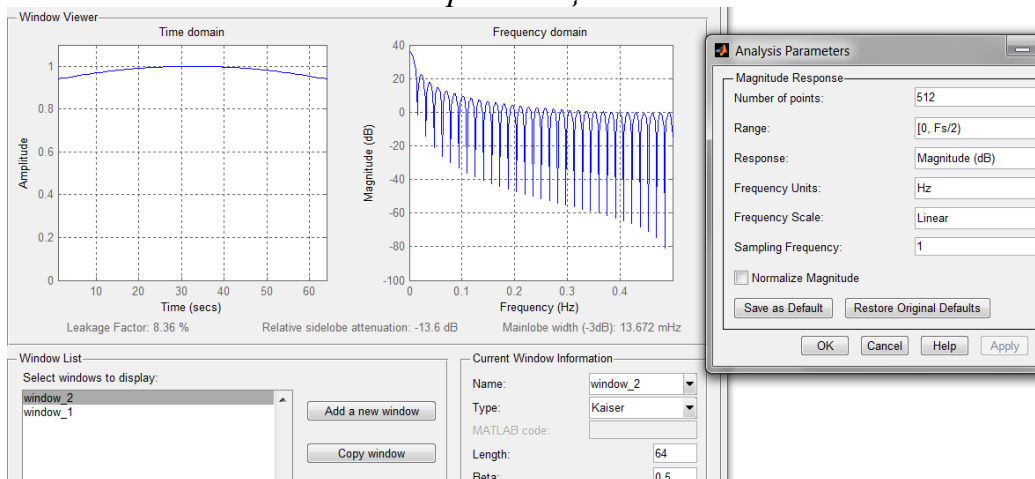 Window Viewer
Time domain
Frequency domain
1
0.8
0.6
0.4
0.2
0
Amplitude
10 20 30 40 50 60
Time (secs)
40
20
0
-20
-40
-60
-80
-100
Magnitude (dB)
0 0.1 0.2 0.3 0.4
Frequency (Hz)
Leakage Factor: 8.36 % Relative sidelobe attenuation: -13.6 dB Mainlobe width (-3dB): 13.672 mHz
Window List
Select windows to display:
window_2
window_1
Add a new window
Copy window
Current Window Information
Name: window_2
Type: Kaiser
MATLAB code:
Length: 64
Beta: 0.5
Analysis Parameters
Magnitude Response
Number of points: 512
Range: [0, Fs/2)
Response: Magnitude (dB)
Frequency Units: Hz
Frequency Scale: Linear
Sampling Frequency: 1
Normalize Magnitude
Save as Default Restore Original Defaults
OK Cancel Help Apply